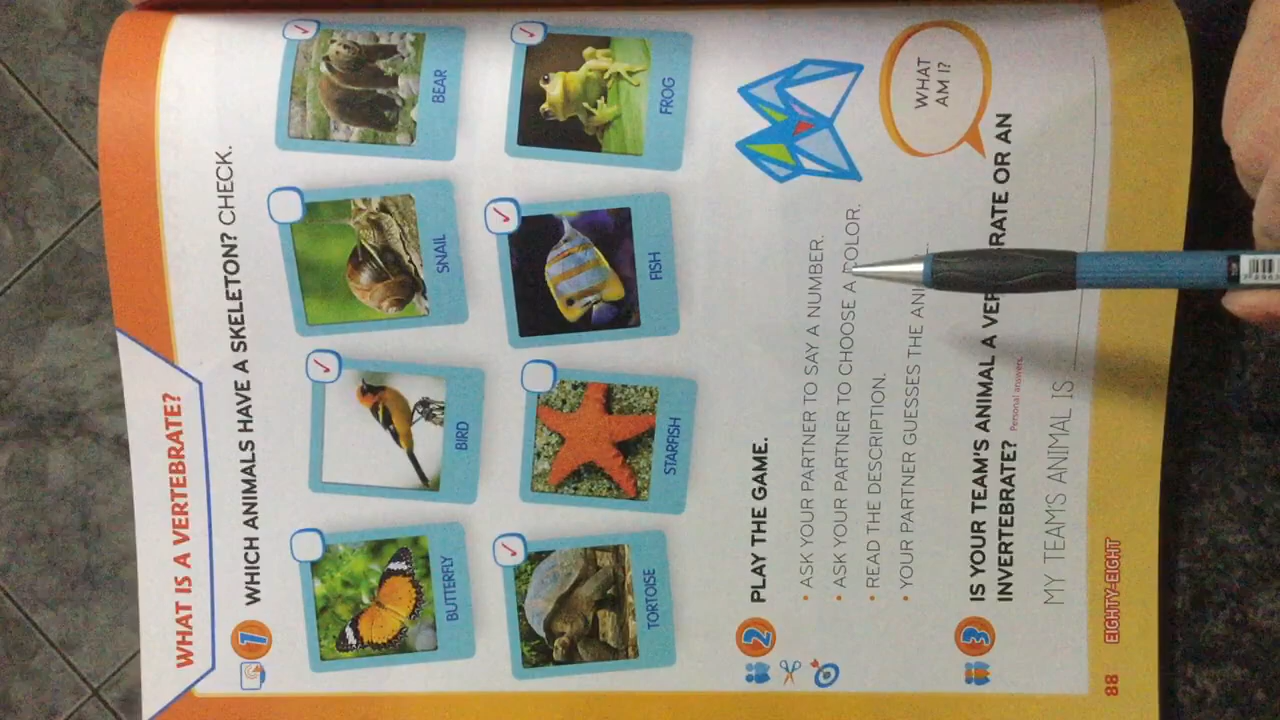 WHAT IS A VERTEBRATE?
1 WHICH ANIMALS HAVE A SKELETON? CHECK.
BUTTERFLY
BIRD
SNAIL
BEAR
TORTOISE
STARFISH
FISH
FROG
2 PLAY THE GAME.
• ASK YOUR PARTNER TO SAY A NUMBER.
• ASK YOUR PARTNER TO CHOOSE A COLOR.
• READ THE DESCRIPTION.
• YOUR PARTNER GUESSES THE
WHAT
AM I?
3 IS YOUR TEAM'S ANIMAL A OR AN
INVERTEBRATE? Personal answers.
MY TEAM'S ANIMAL IS
88 EIGHTY-EIGHT